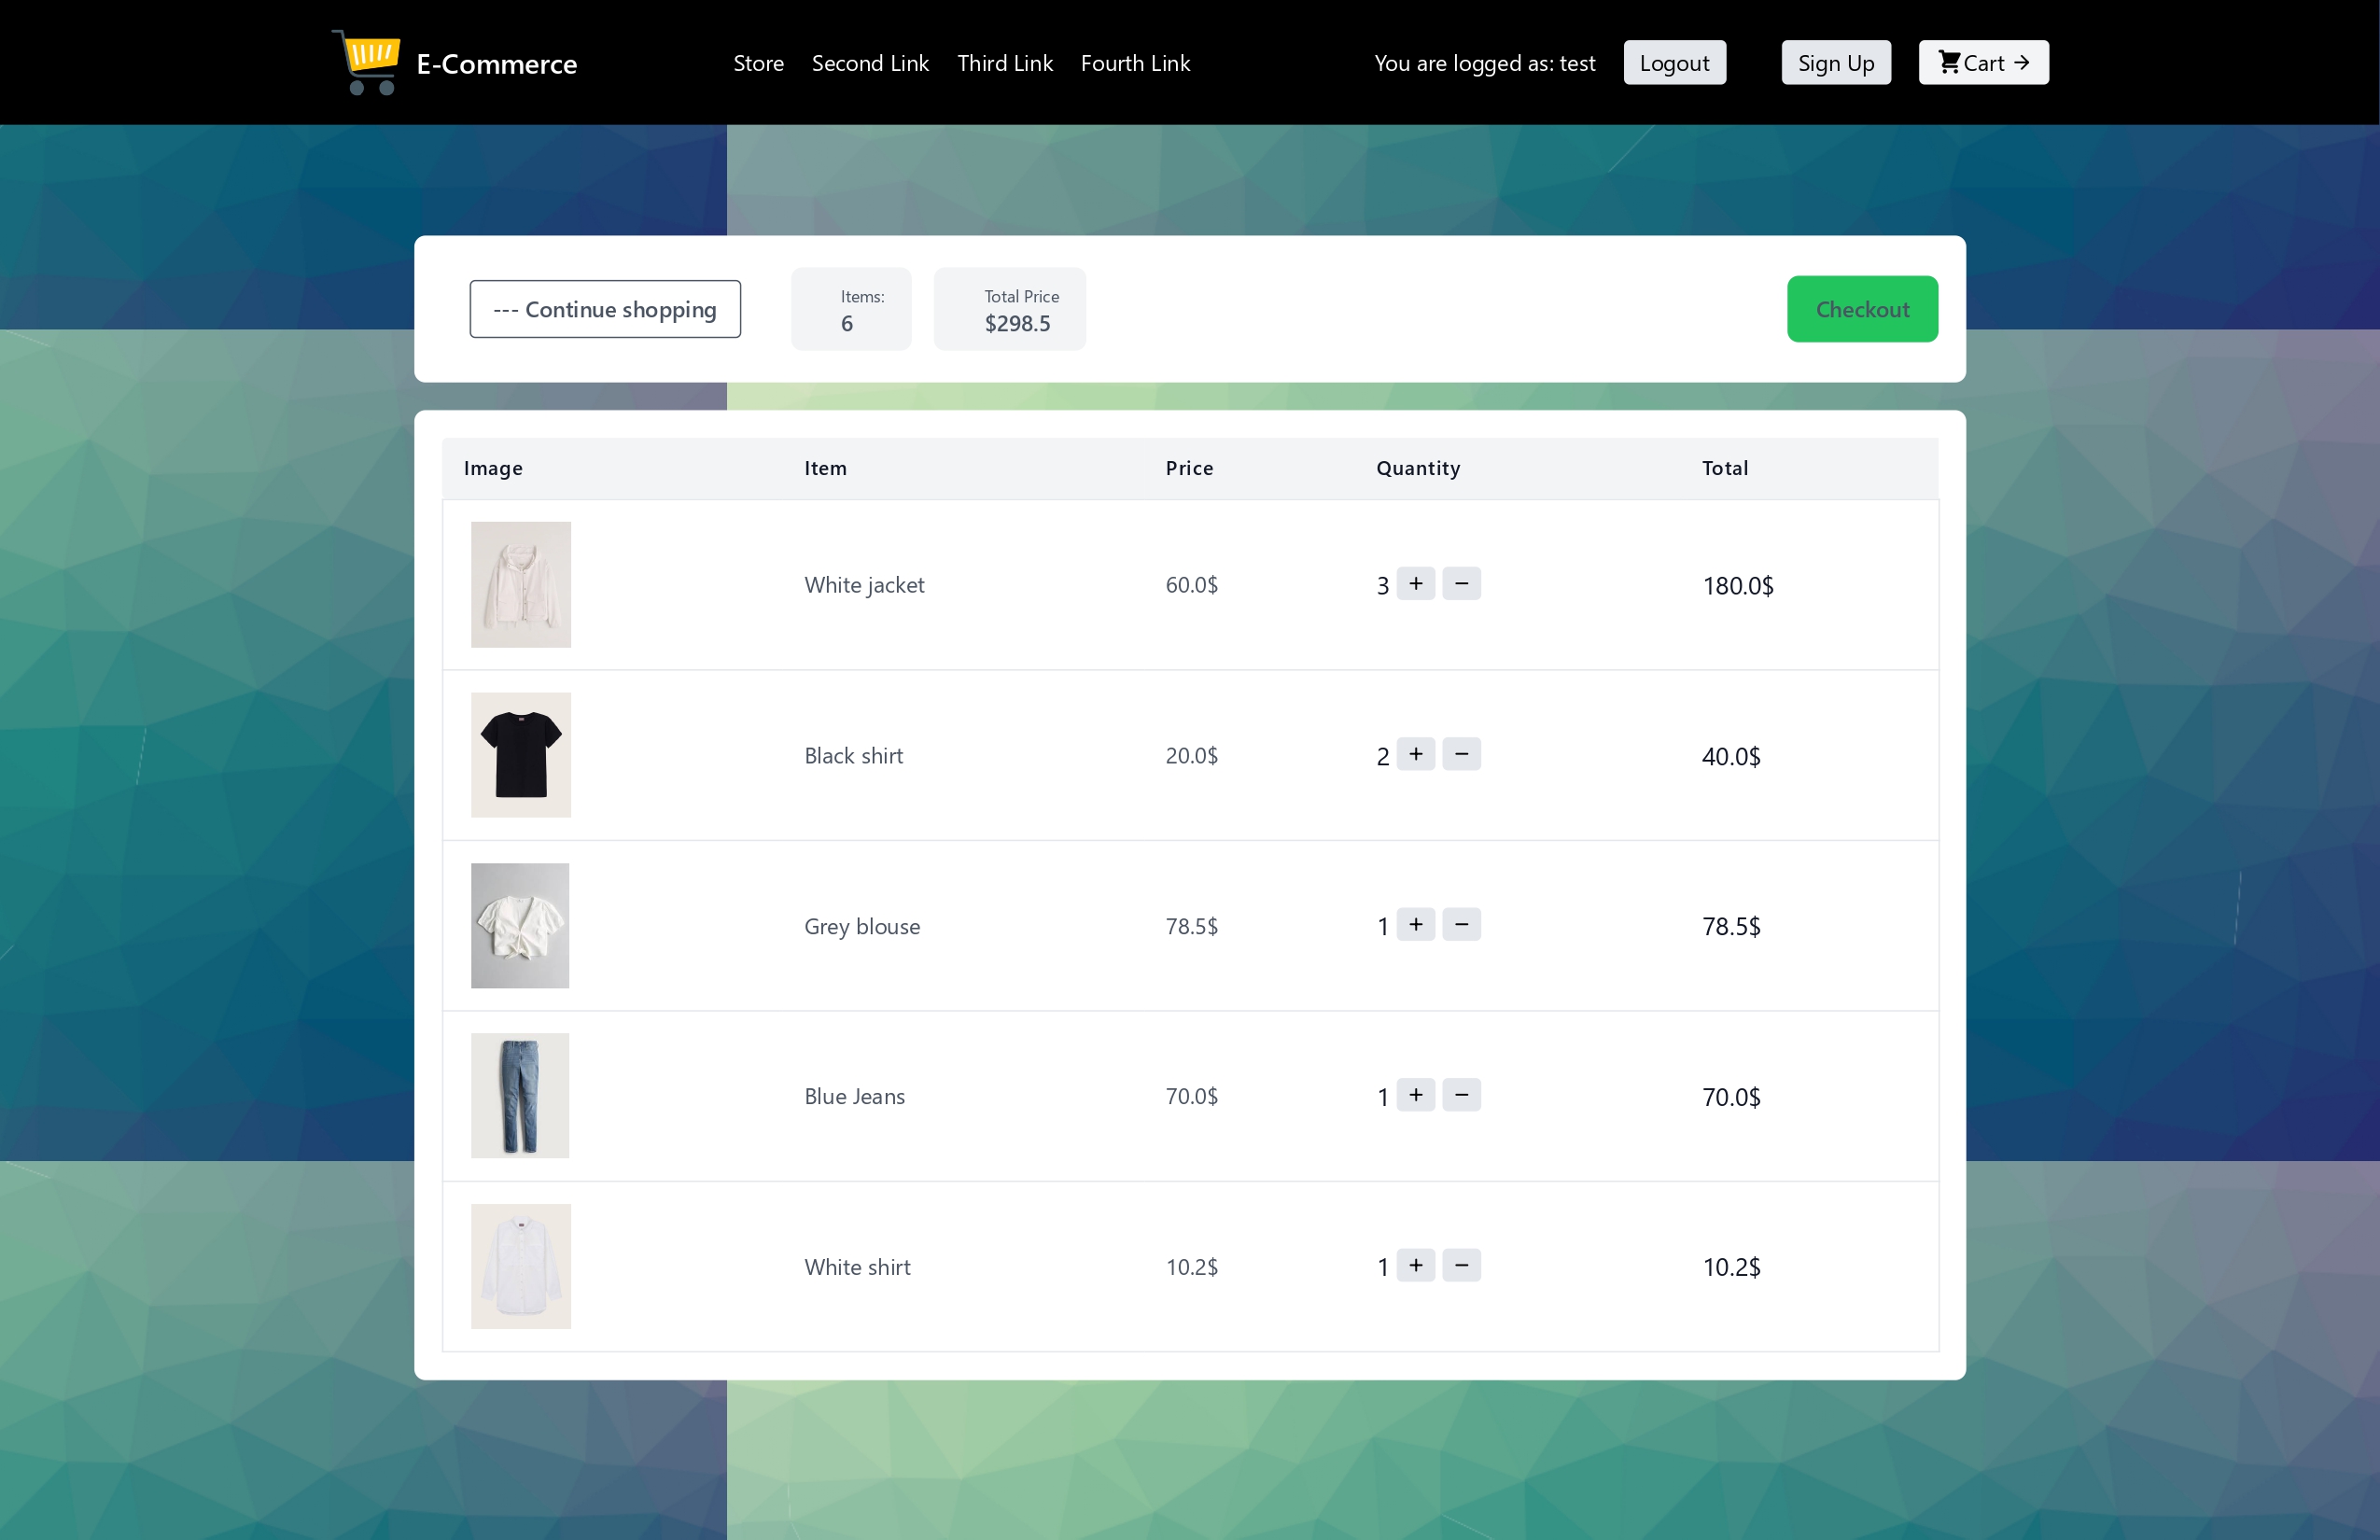 E-Commerce
Store Second Link Third Link Fourth Link
You are logged as: test
Logout
Sign Up
Cart →
--- Continue shopping
Items:
6
Total Price
$298.5
Checkout
Image Item Price Quantity Total
White jacket 60.0$ 3 + − 180.0$
Black shirt 20.0$ 2 + − 40.0$
Grey blouse 78.5$ 1 + − 78.5$
Blue Jeans 70.0$ 1 + − 70.0$
White shirt 10.2$ 1 + − 10.2$